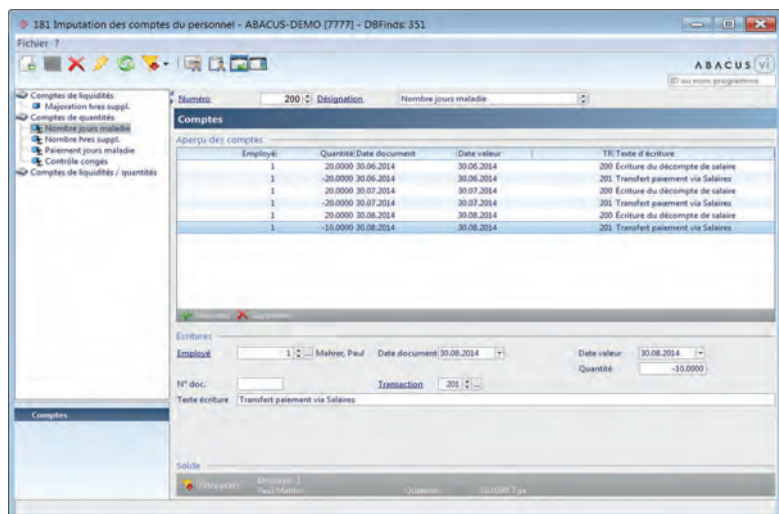 181 Imputation des comptes du personnel - ABACUS-DEMO [7777] - DBFinds: 351
Fichier ?
ABACUS vi
ID ou nom programme
Comptes de liquidités
Majoration hres suppl.
Comptes de quantités
Nombre jours maladie
Nombre hres suppl.
Paiement jours maladie
Contrôle congés
Comptes de liquidités / quantités
Numéro 200 Désignation Nombre jours maladie
Comptes
Aperçu des comptes
Employé Quantité Date document Date valeur TR Texte d'écriture
1 20.0000 30.06.2014 30.06.2014 200 Écriture du décompte de salaire
1 -20.0000 30.06.2014 30.06.2014 201 Transfert paiement via Salaires
1 20.0000 30.07.2014 30.07.2014 200 Écriture du décompte de salaire
1 -20.0000 30.07.2014 30.07.2014 201 Transfert paiement via Salaires
1 20.0000 30.08.2014 30.08.2014 200 Écriture du décompte de salaire
1 -10.0000 30.08.2014 30.08.2014 201 Transfert paiement via Salaires
Ecritures
Employé 1 ... Mahrer, Paul Date document 30.08.2014 Date valeur 30.08.2014
Quantité -10.0000
N° doc. Transaction 201 ...
Texte écriture Transfert paiement via Salaires
Comptes
Solde
Employé: 1
Paul Mahrer
Quantité: 10.0000